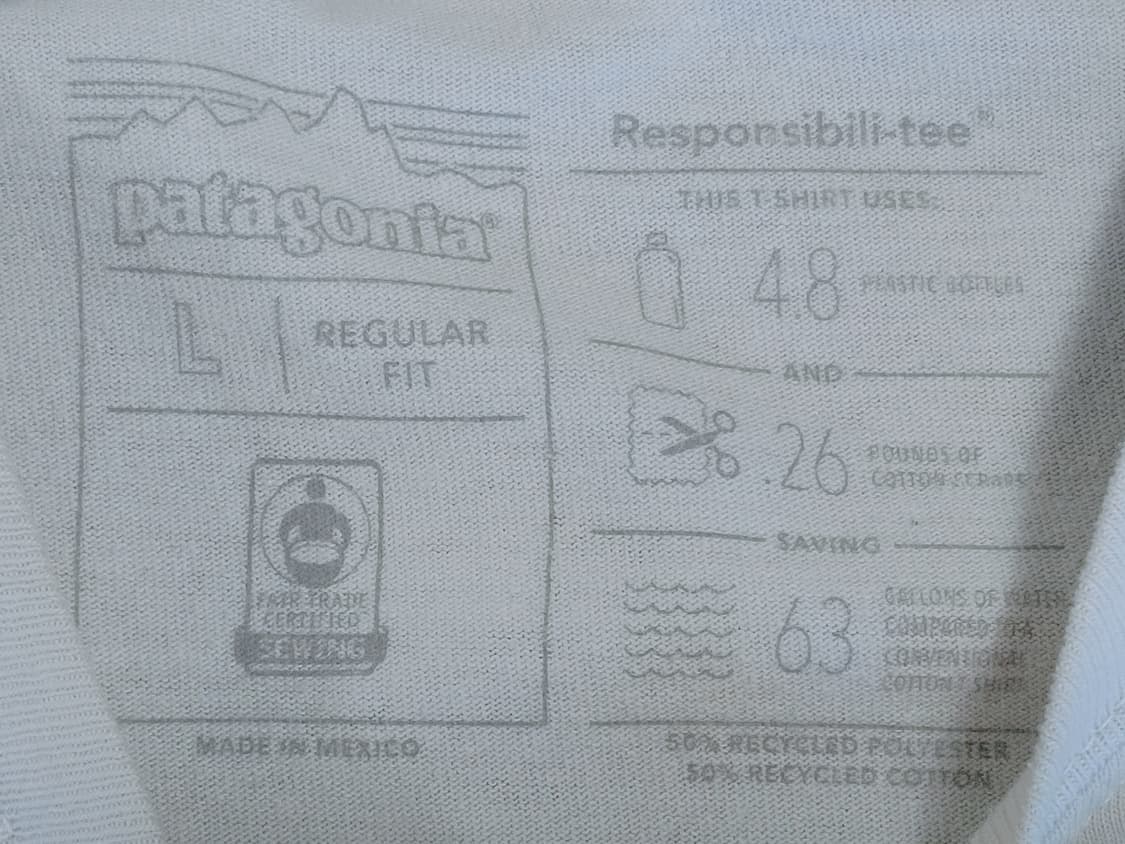 patagonia®
L
REGULAR
FIT
FAIR TRADE
CERTIFIED
SEWING
MADE IN MEXICO
Responsibili-tee®
THIS T-SHIRT USES:
4.8 PLASTIC BOTTLES
AND
.26 POUNDS OF
COTTON SCRAPS
SAVING
63 GALLONS OF WATER
COMPARED TO A
CONVENTIONAL
COTTON T-SHIRT
50% RECYCLED POLYESTER
50% RECYCLED COTTON